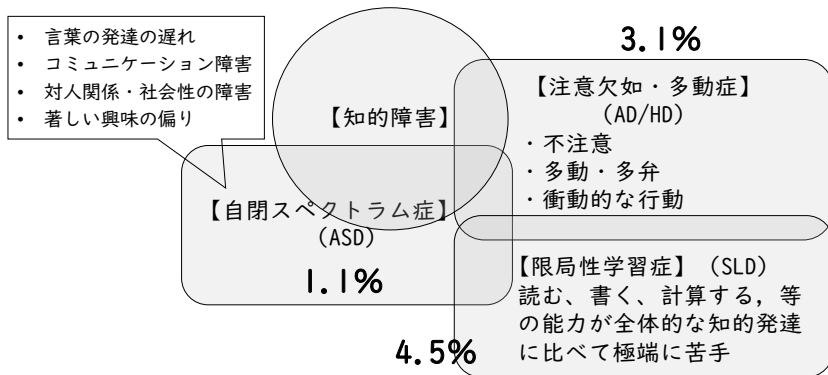 • 言葉の発達の遅れ
• コミュニケーション障害
• 対人関係・社会性の障害
• 著しい興味の偏り
【知的障害】
3.1%
【注意欠如・多動症】
(AD/HD)
・不注意
・多動・多弁
・衝動的な行動
【自閉スペクトラム症】
(ASD)
1.1%
【限局性学習症】（SLD)
読む、書く、計算する，等
の能力が全体的な知的発達
に比べて極端に苦手
4.5%